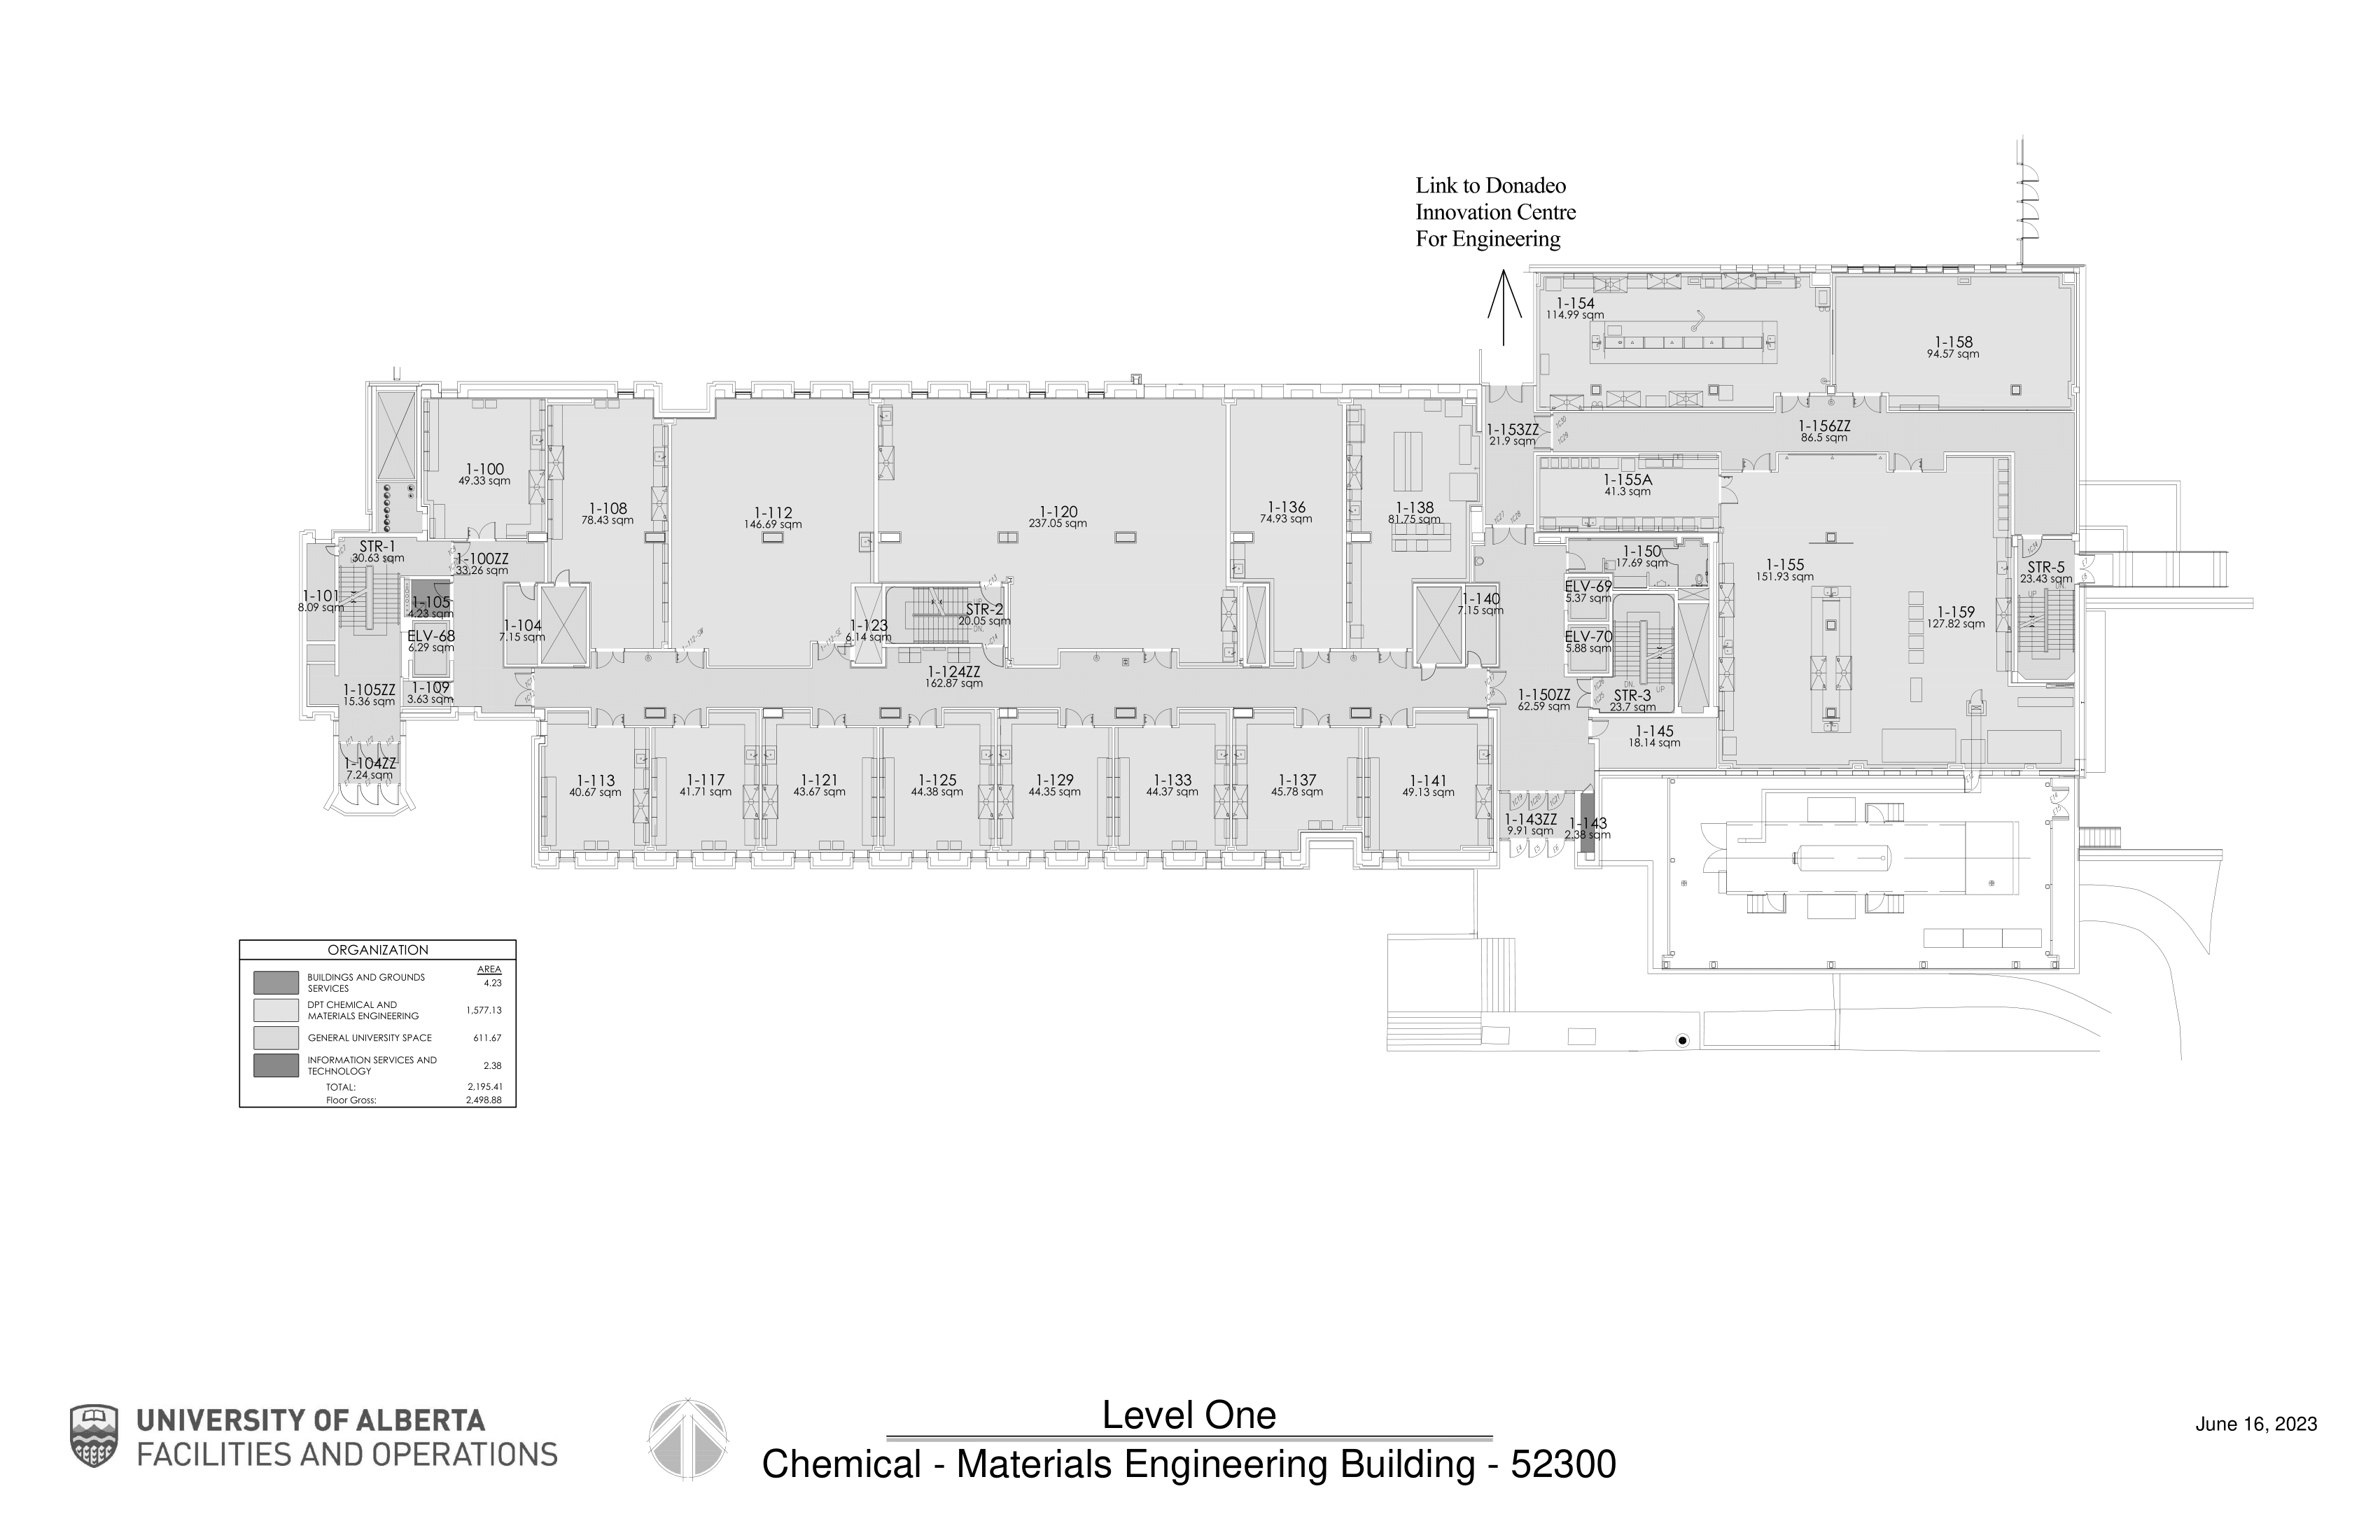 Link to Donadeo
Innovation Centre
For Engineering
1-154
114.99 sqm
1-158
94.57 sqm
1-153ZZ
21.9 sqm
1-156ZZ
86.5 sqm
1-100
49.33 sqm
1-108
78.43 sqm
1-112
146.69 sqm
1-120
237.05 sqm
1-136
74.93 sqm
1-138
81.75 sqm
1-155A
41.3 sqm
STR-1
30.63 sqm
1-100ZZ
33.26 sqm
1-150
17.69 sqm
1-155
151.93 sqm
STR-5
23.43 sqm
UP
DN.
1-101
8.09 sqm
1-105
4.23 sqm
1-104
7.15 sqm
1-123
6.14 sqm
STR-2
20.05 sqm
DN.
1-140
7.15 sqm
ELV-69
5.37 sqm
1-159
127.82 sqm
ELV-68
6.29 sqm
ELV-70
5.88 sqm
1-105ZZ
15.36 sqm
1-109
3.63 sqm
1-124ZZ
162.87 sqm
1-150ZZ
62.59 sqm
DN.
UP
STR-3
23.7 sqm
1-145
18.14 sqm
1-104ZZ
7.24 sqm
1-113
40.67 sqm
1-117
41.71 sqm
1-121
43.67 sqm
1-125
44.38 sqm
1-129
44.35 sqm
1-133
44.37 sqm
1-137
45.78 sqm
1-141
49.13 sqm
1-143ZZ
9.91 sqm
1-143
2.38 sqm
ORGANIZATION
AREA
BUILDINGS AND GROUNDS
SERVICES
4.23
DPT CHEMICAL AND
MATERIALS ENGINEERING
1,577.13
GENERAL UNIVERSITY SPACE 611.67
INFORMATION SERVICES AND
TECHNOLOGY
2.38
TOTAL: 2,195.41
Floor Gross: 2,498.88
UNIVERSITY OF ALBERTA
FACILITIES AND OPERATIONS
Level One
Chemical - Materials Engineering Building - 52300
June 16, 2023